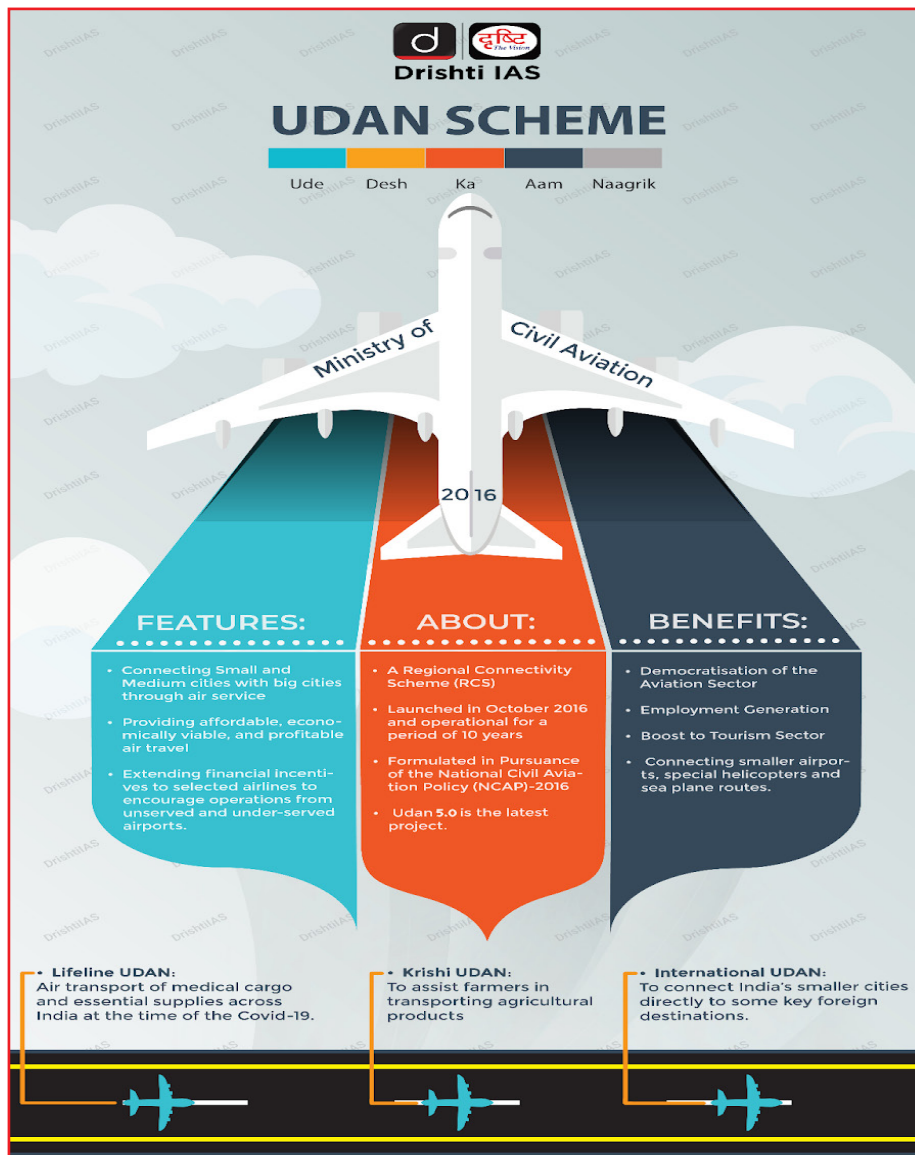 d
दृष्टि
The Vision
Drishti IAS
UDAN SCHEME
Ude Desh Ka Aam Naagrik
Ministry of Civil Aviation
2016
FEATURES:
• Connecting Small and
Medium cities with big cities
through air service
• Providing affordable, econo-
mically viable, and profitable
air travel
• Extending financial incenti-
ves to selected airlines to
encourage operations from
unserved and under-served
airports.
ABOUT:
• A Regional Connectivity
Scheme (RCS)
• Launched in October 2016
and operational for a
period of 10 years
• Formulated in Pursuance
of the National Civil Avia-
tion Policy (NCAP)-2016
• Udan 5.0 is the latest
project.
BENEFITS:
• Democratisation of the
Aviation Sector
• Employment Generation
• Boost to Tourism Sector
• Connecting smaller airpor-
ts, special helicopters and
sea plane routes.
• Lifeline UDAN:
Air transport of medical cargo
and essential supplies across
India at the time of the Covid-19.
• Krishi UDAN:
To assist farmers in
transporting agricultural
products
• International UDAN:
To connect India's smaller cities
directly to some key foreign
destinations.